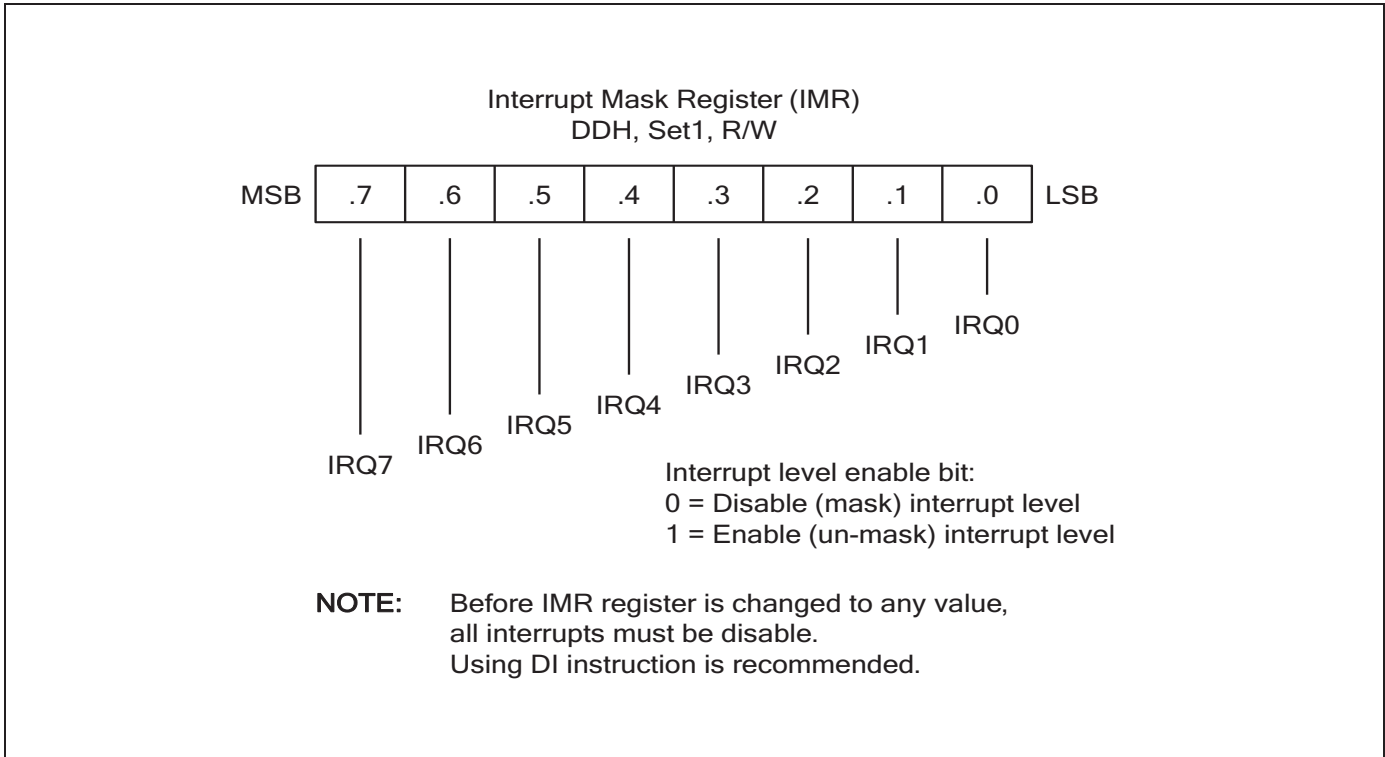 Interrupt Mask Register (IMR)
DDH, Set1, R/W
MSB .7 .6 .5 .4 .3 .2 .1 .0 LSB
IRQ7 IRQ6 IRQ5 IRQ4 IRQ3 IRQ2 IRQ1 IRQ0
Interrupt level enable bit:
0 = Disable (mask) interrupt level
1 = Enable (un-mask) interrupt level
NOTE: Before IMR register is changed to any value,
all interrupts must be disable.
Using DI instruction is recommended.